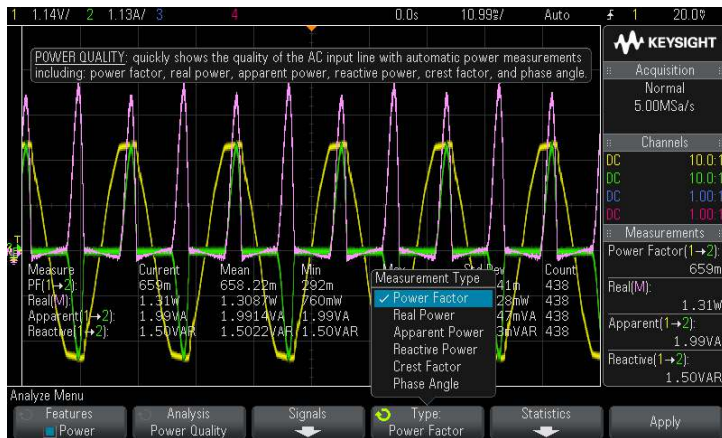 1 1.14V/ 2 1.13A/ 3 4 0.0s 10.99%/ Auto 1 20.0V
POWER QUALITY: quickly shows the quality of the AC input line with automatic power measurements
including: power factor, real power, apparent power, reactive power, crest factor, and phase angle.
KEYSIGHT
Acquisition
Normal
5.00MSa/s
Channels
DC 10.0:1
DC 10.0:1
DC 1.00:1
DC 1.00:1
Measurements
Power Factor(1→2):
659m
Real(M):
1.31W
Apparent(1→2):
1.99VA
Reactive(1→2):
1.50VAR
Measure Current Mean Min Count
PF(1→2): 659m 658.22m 292m 438
Real(M): 1.31W 1.3087W 760mW 438
Apparent(1→2): 1.99VA 1.9914VA 1.99VA 438
Reactive(1→2): 1.50VAR 1.5022VAR 1.50VAR 438
Measurement Type
✓ Power Factor
Real Power
Apparent Power
Reactive Power
Crest Factor
Phase Angle
Analyze Menu
Features
Power
Analysis
Power Quality
Signals
Type:
Power Factor
Statistics
Apply